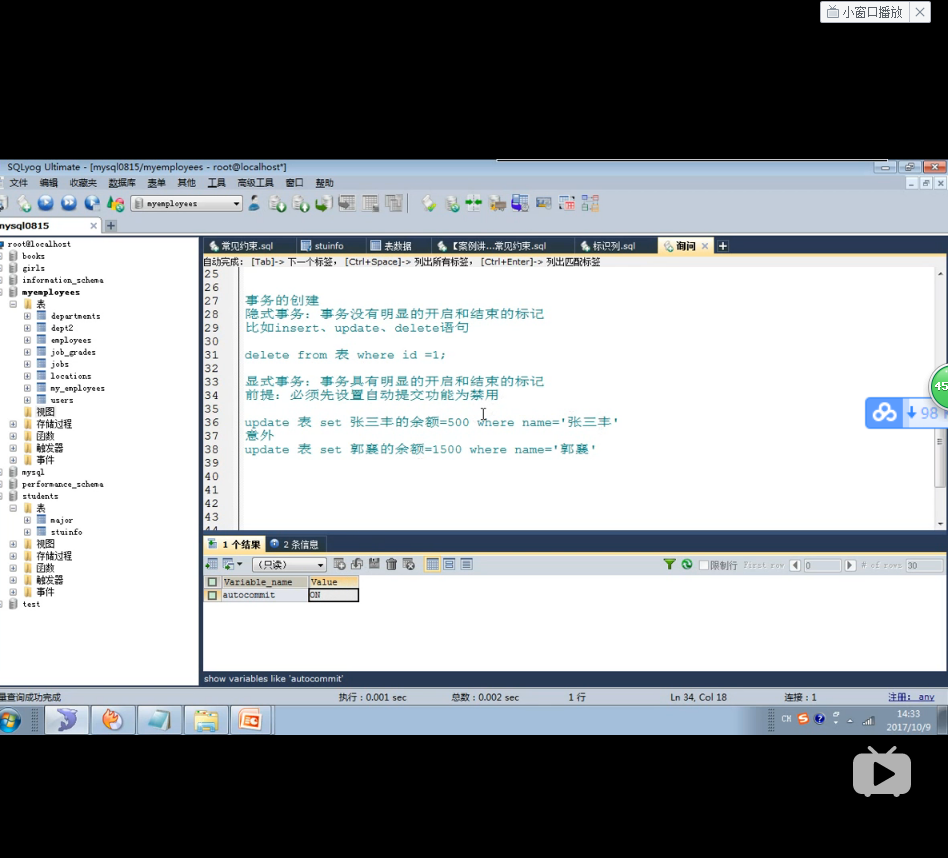 小窗口播放
SQLyog Ultimate - [mysql0815/myemployees - root@localhost*]
文件 编辑 收藏夹 数据库 表单 其他 工具 高级工具 窗口 帮助
myemployees
mysql0815
root@localhost
books
girls
information_schema
myemployees
表
departments
dept2
employees
job_grades
jobs
locations
my_employees
users
视图
存储过程
函数
触发器
事件
mysql
performance_schema
students
表
major
stuinfo
视图
存储过程
函数
触发器
事件
test
常见约束.sql stuinfo 表数据 【案例讲...常见约束.sql 标识列.sql 询问
自动完成: [Tab]-> 下一个标签, [Ctrl+Space]-> 列出所有标签, [Ctrl+Enter]-> 列出匹配标签
25
26
27 事务的创建
28 隐式事务: 事务没有明显的开启和结束的标记
29 比如insert、update、delete语句
30
31 delete from 表 where id =1;
32
33 显式事务: 事务具有明显的开启和结束的标记
34 前提: 必须先设置自动提交功能为禁用
35
36 update 表 set 张三丰的余额=500 where name='张三丰'
37 意外
38 update 表 set 郭襄的余额=1500 where name='郭襄'
39
40
41
42
43
44
45
98
1 个结果 2 条信息
(只读) 限制行 First row 0 # of rows 30
Variable_name Value
autocommit ON
show variables like 'autocommit'
量查询成功完成 执行: 0.001 sec 总数: 0.002 sec 1 行 Ln 34, Col 18 连接: 1 注册: any
CH
14:33
2017/10/9